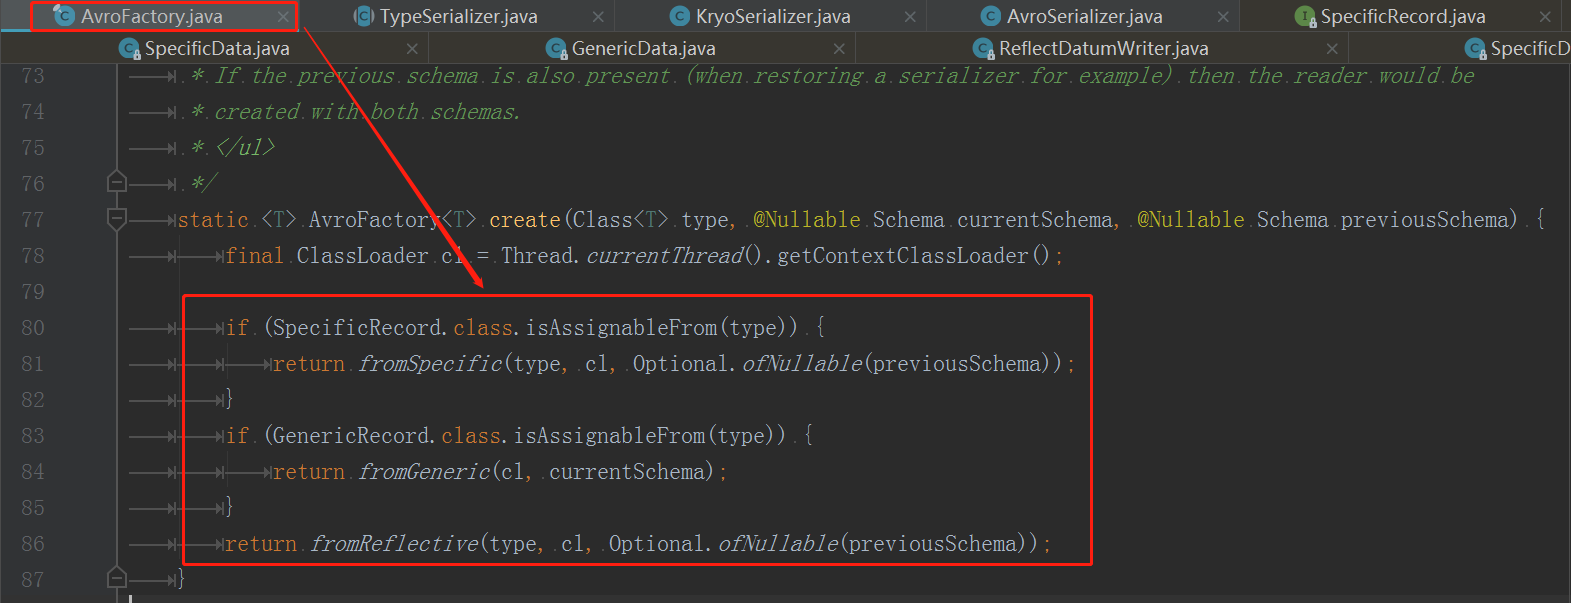 AvroFactory.java TypeSerializer.java KryoSerializer.java AvroSerializer.java SpecificRecord.java
SpecificData.java GenericData.java ReflectDatumWriter.java SpecificD
73 * If the previous schema is also present (when restoring a serializer for example) then the reader would be
74 * created with both schemas.
75 * </ul>
76 */
77 static <T> AvroFactory<T> create(Class<T> type, @Nullable Schema currentSchema, @Nullable Schema previousSchema) {
78 final ClassLoader cl = Thread.currentThread().getContextClassLoader();
79
80 if (SpecificRecord.class.isAssignableFrom(type)) {
81 return fromSpecific(type, cl, Optional.ofNullable(previousSchema));
82 }
83 if (GenericRecord.class.isAssignableFrom(type)) {
84 return fromGeneric(cl, currentSchema);
85 }
86 return fromReflective(type, cl, Optional.ofNullable(previousSchema));
87 }